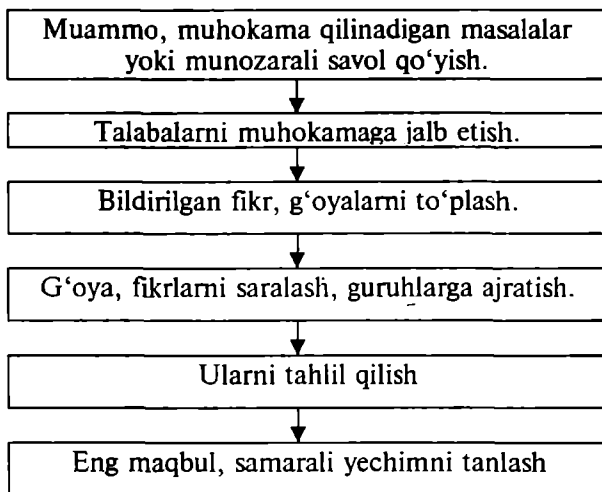 Muammo, muhokama qilinadigan masalalar
yoki munozarali savol qo‘yish.
Talabalarni muhokamaga jalb etish.
Bildirilgan fikr, g‘oyalarni to‘plash.
G‘oya, fikrlarni saralash, guruhlarga ajratish.
Ularni tahlil qilish
Eng maqbul, samarali yechimni tanlash